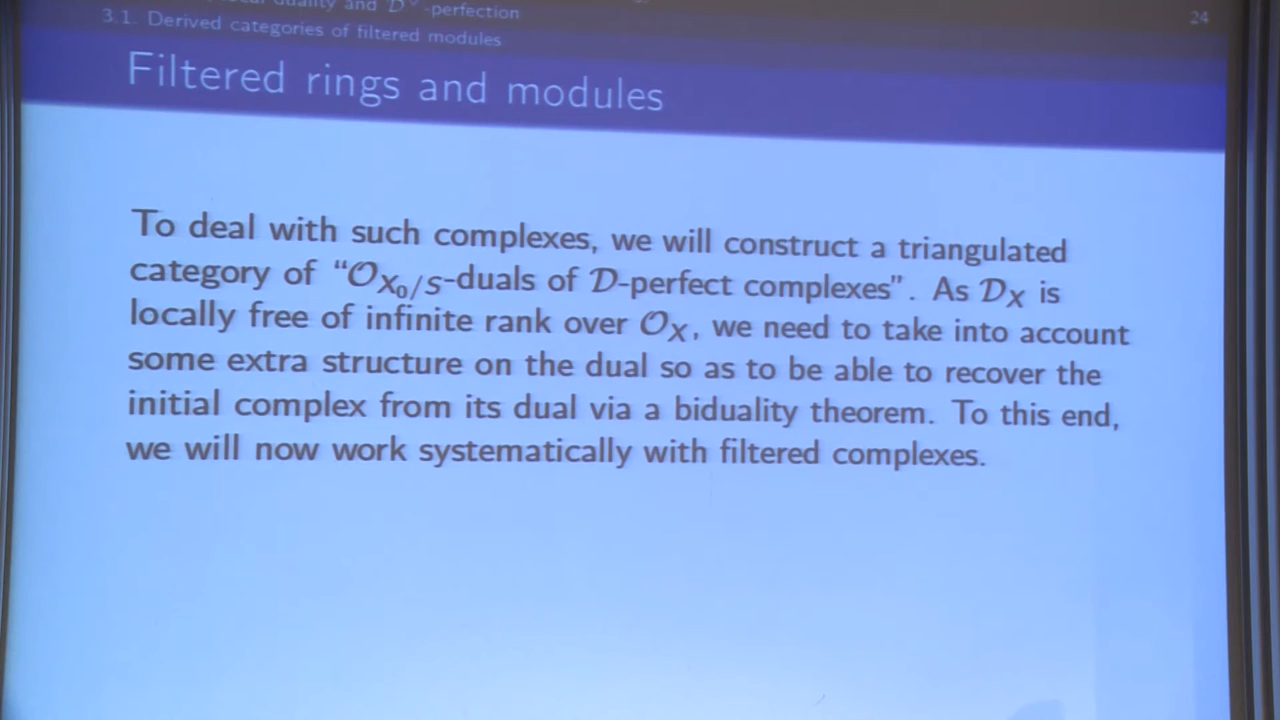 and 𝒟^∨-perfection
24
3.1. Derived categories of filtered modules
Filtered rings and modules
To deal with such complexes, we will construct a triangulated
category of “𝒪_{X₀/S}-duals of 𝒟-perfect complexes”. As 𝒟_X is
locally free of infinite rank over 𝒪_X, we need to take into account
some extra structure on the dual so as to be able to recover the
initial complex from its dual via a biduality theorem. To this end,
we will now work systematically with filtered complexes.